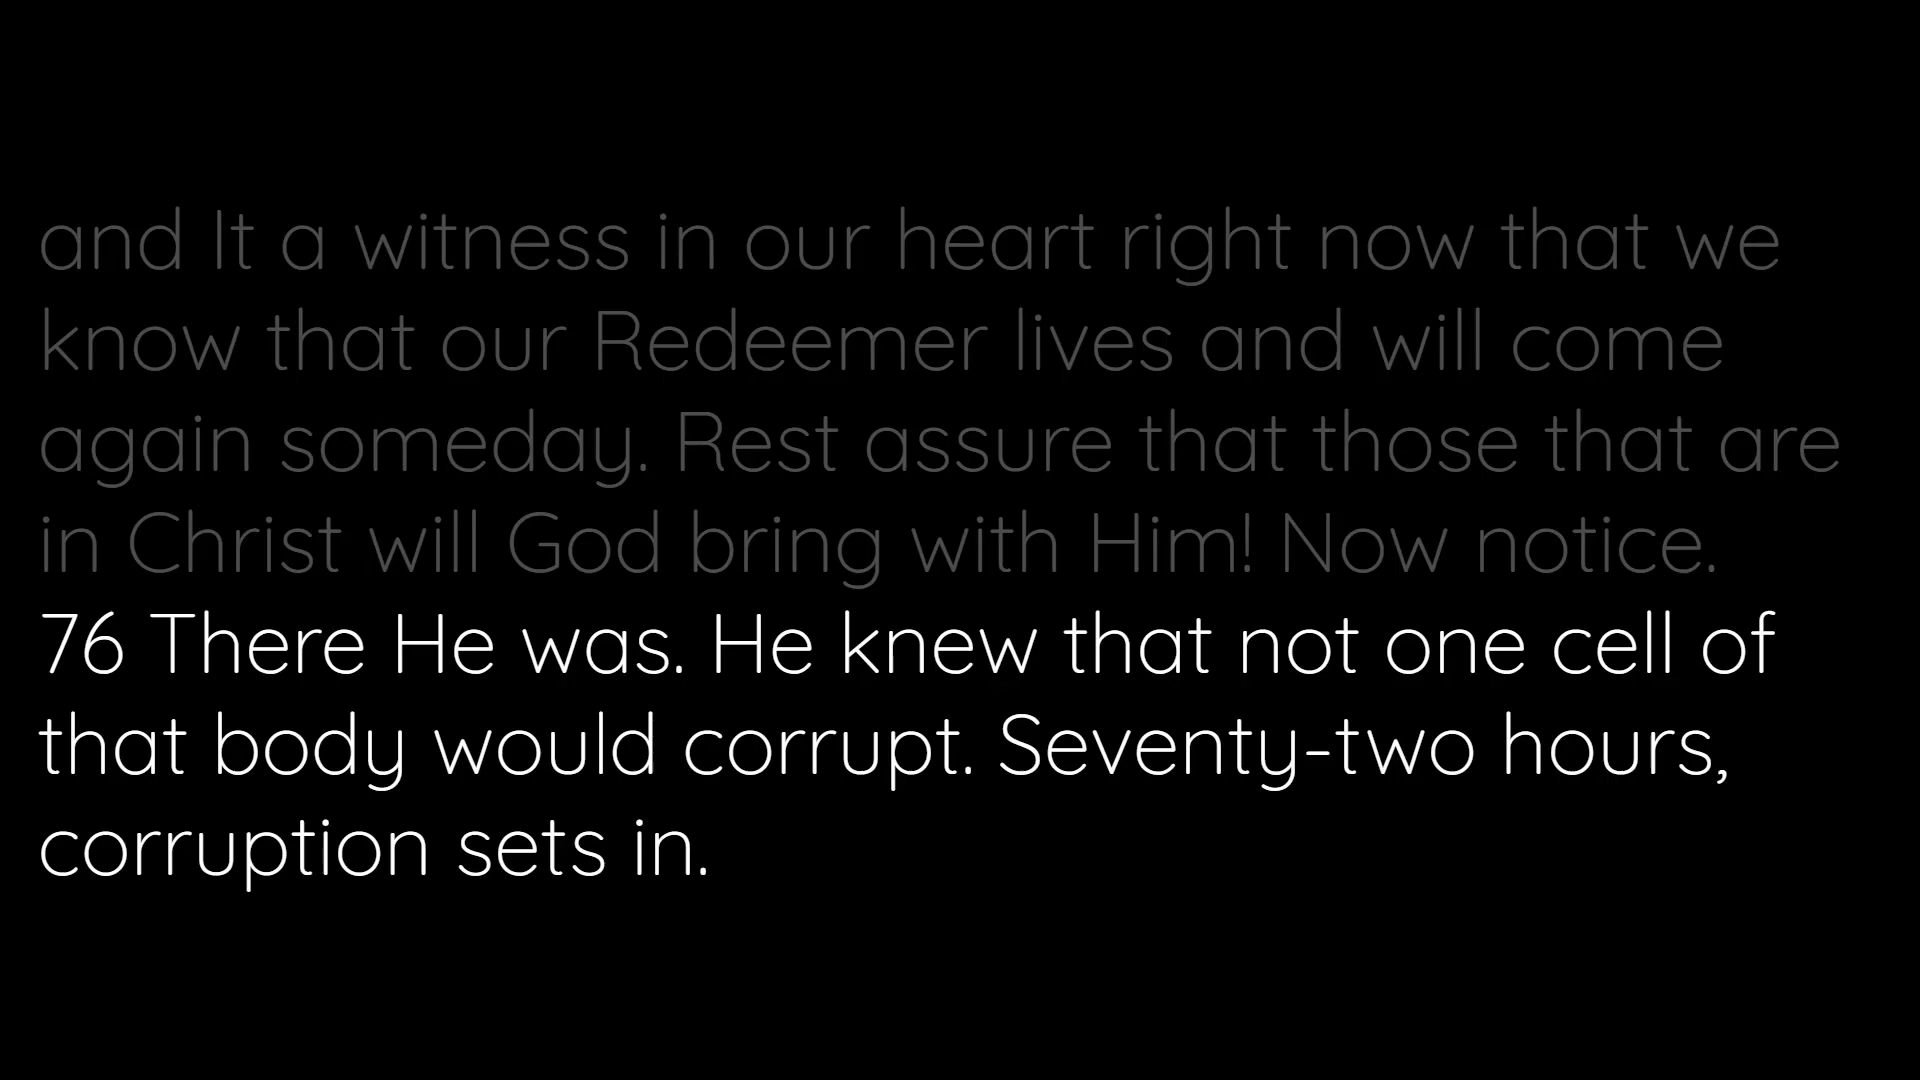 and It a witness in our heart right now that we
know that our Redeemer lives and will come
again someday. Rest assure that those that are
in Christ will God bring with Him! Now notice.
76 There He was. He knew that not one cell of
that body would corrupt. Seventy-two hours,
corruption sets in.